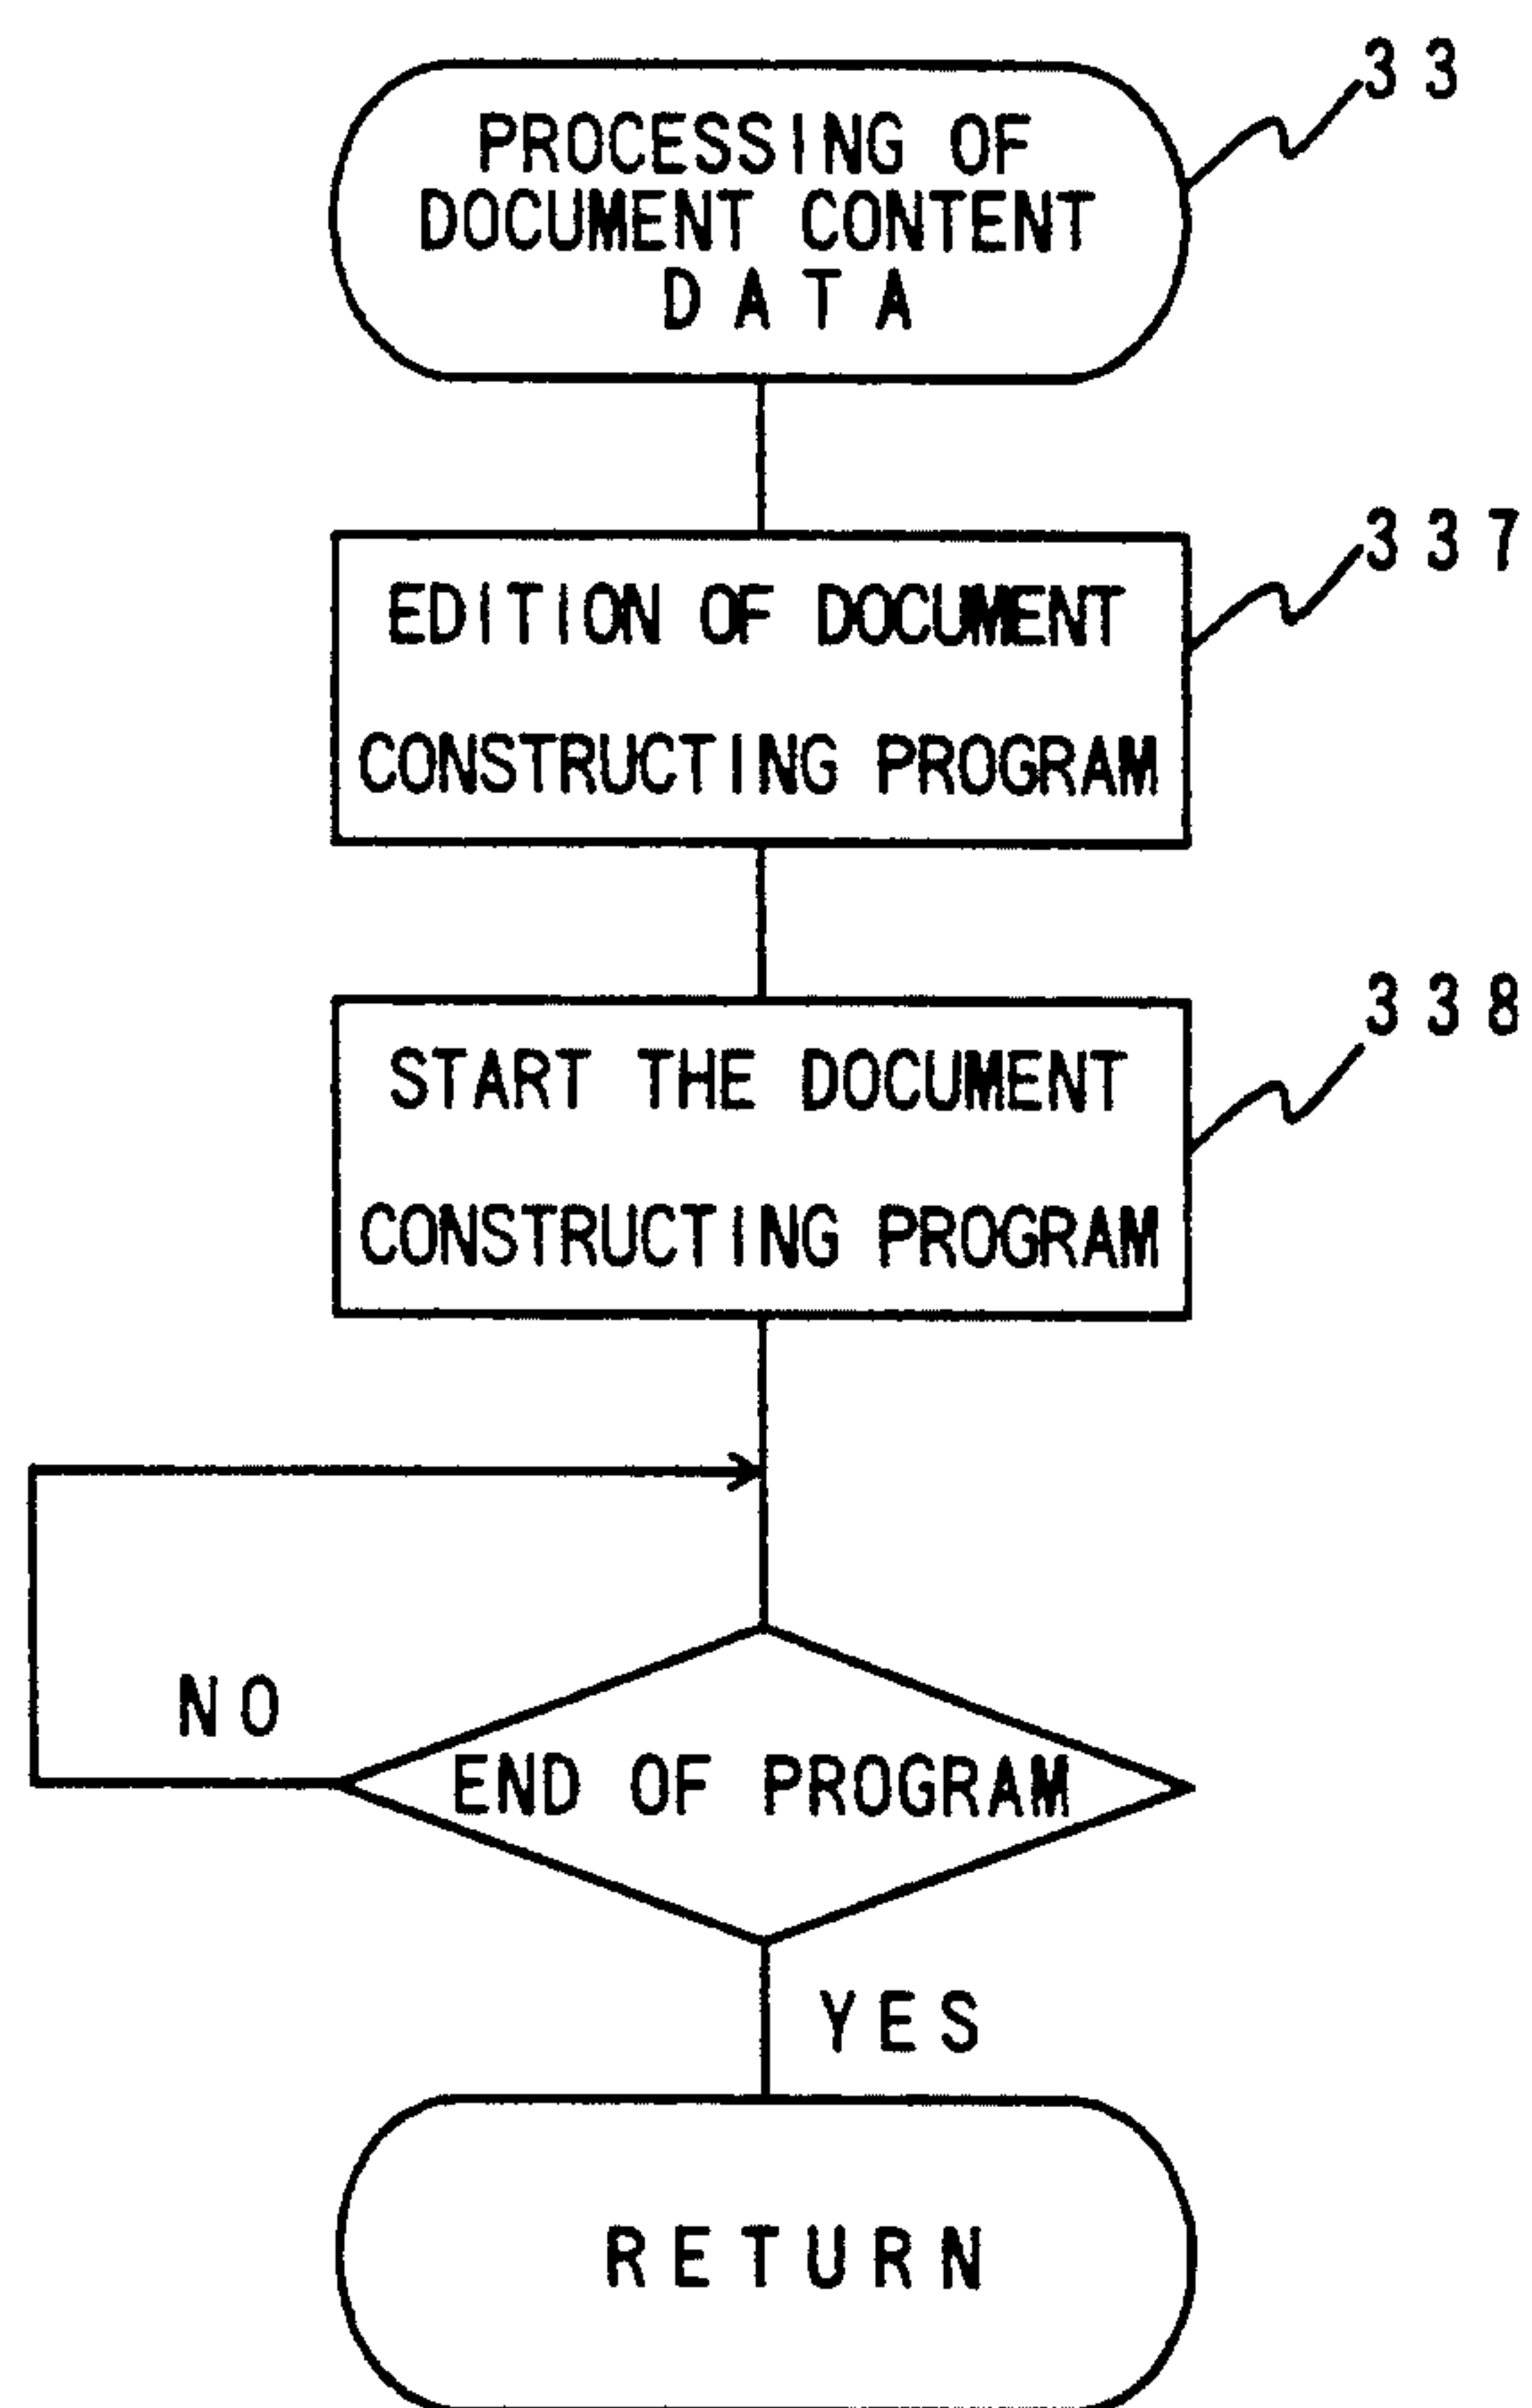 33
PROCESSING OF
DOCUMENT CONTENT
DATA
337
EDITION OF DOCUMENT
CONSTRUCTING PROGRAM
338
START THE DOCUMENT
CONSTRUCTING PROGRAM
NO
END OF PROGRAM
YES
RETURN